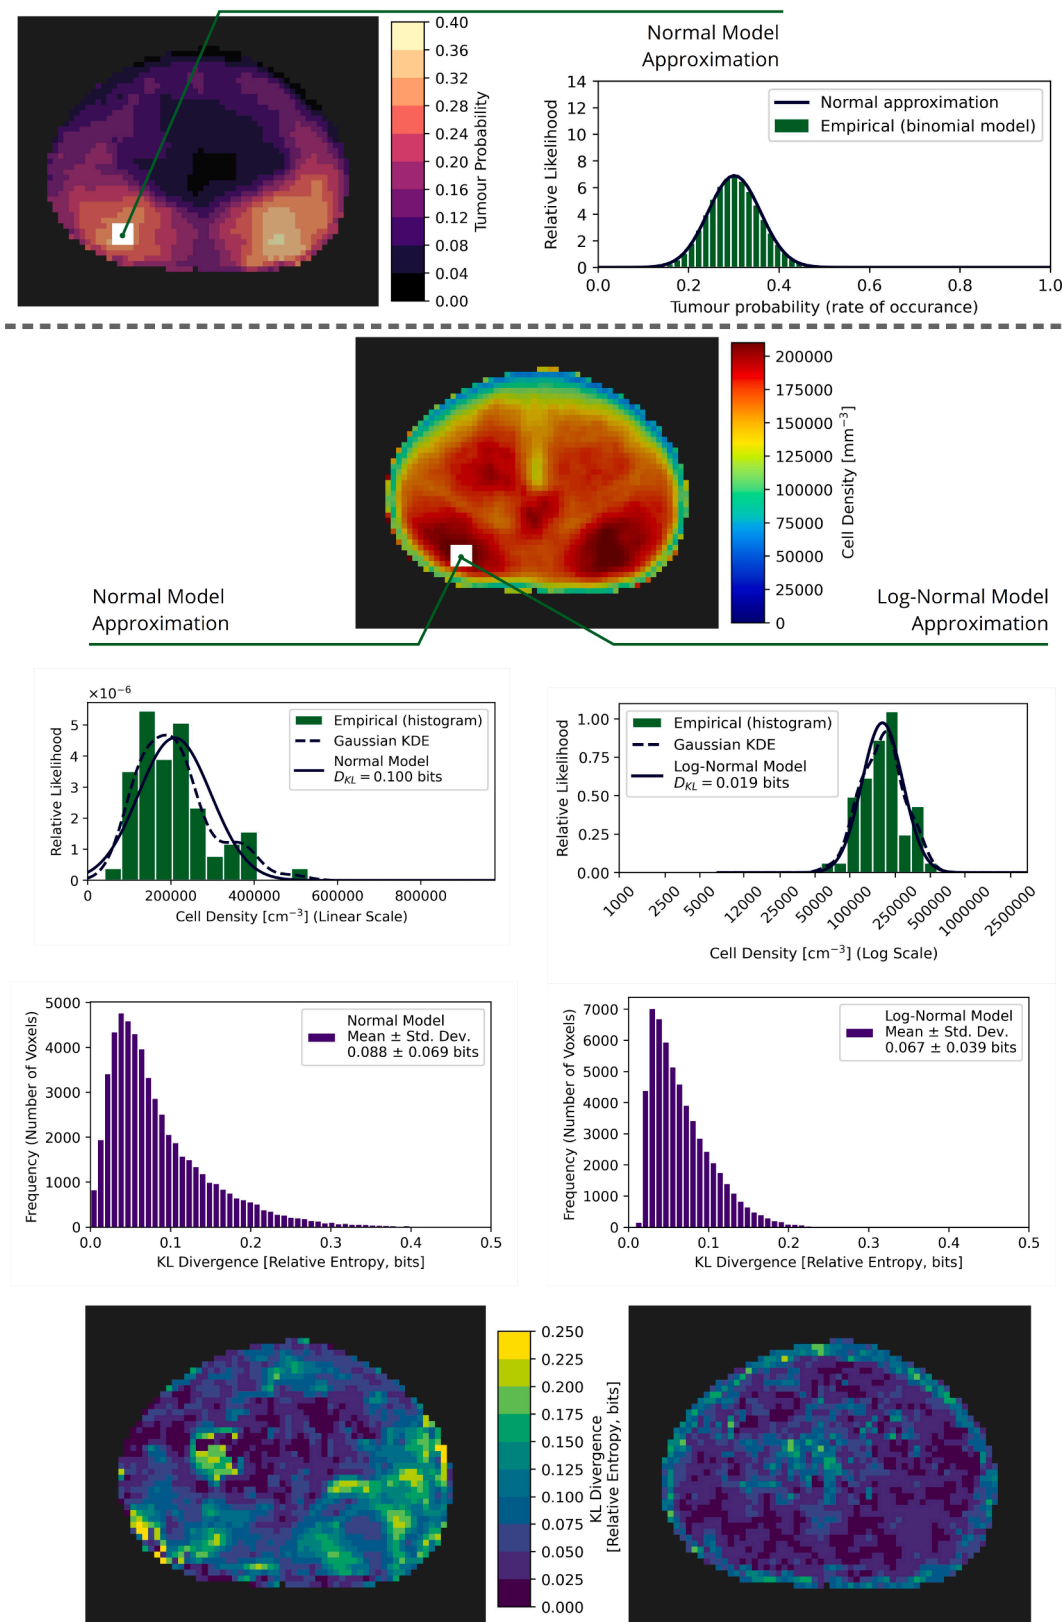 Normal Model
Approximation
0.40
0.36
0.32
0.28
0.24
0.20
0.16
0.12
0.08
0.04
0.00
Tumour Probability
14
12
10
8
6
4
2
0
Relative Likelihood
Normal approximation
Empirical (binomial model)
0.0 0.2 0.4 0.6 0.8 1.0
Tumour probability (rate of occurance)
200000
175000
150000
125000
100000
75000
50000
25000
0
Cell Density [mm⁻³]
Normal Model
Approximation
Log-Normal Model
Approximation
×10⁻⁶
5
4
3
2
1
0
Relative Likelihood
Empirical (histogram)
Gaussian KDE
Normal Model
D_KL = 0.100 bits
0 200000 400000 600000 800000
Cell Density [cm⁻³] (Linear Scale)
1.00
0.75
0.50
0.25
0.00
Relative Likelihood
Empirical (histogram)
Gaussian KDE
Log-Normal Model
D_KL = 0.019 bits
1000 2500 5000 12000 25000 50000 100000 250000 500000 1000000 2500000
Cell Density [cm⁻³] (Log Scale)
5000
4000
3000
2000
1000
0
Frequency (Number of Voxels)
Normal Model
Mean ± Std. Dev.
0.088 ± 0.069 bits
0.0 0.1 0.2 0.3 0.4 0.5
KL Divergence [Relative Entropy, bits]
7000
6000
5000
4000
3000
2000
1000
0
Frequency (Number of Voxels)
Log-Normal Model
Mean ± Std. Dev.
0.067 ± 0.039 bits
0.0 0.1 0.2 0.3 0.4 0.5
KL Divergence [Relative Entropy, bits]
0.250
0.225
0.200
0.175
0.150
0.125
0.100
0.075
0.050
0.025
0.000
KL Divergence
[Relative Entropy, bits]